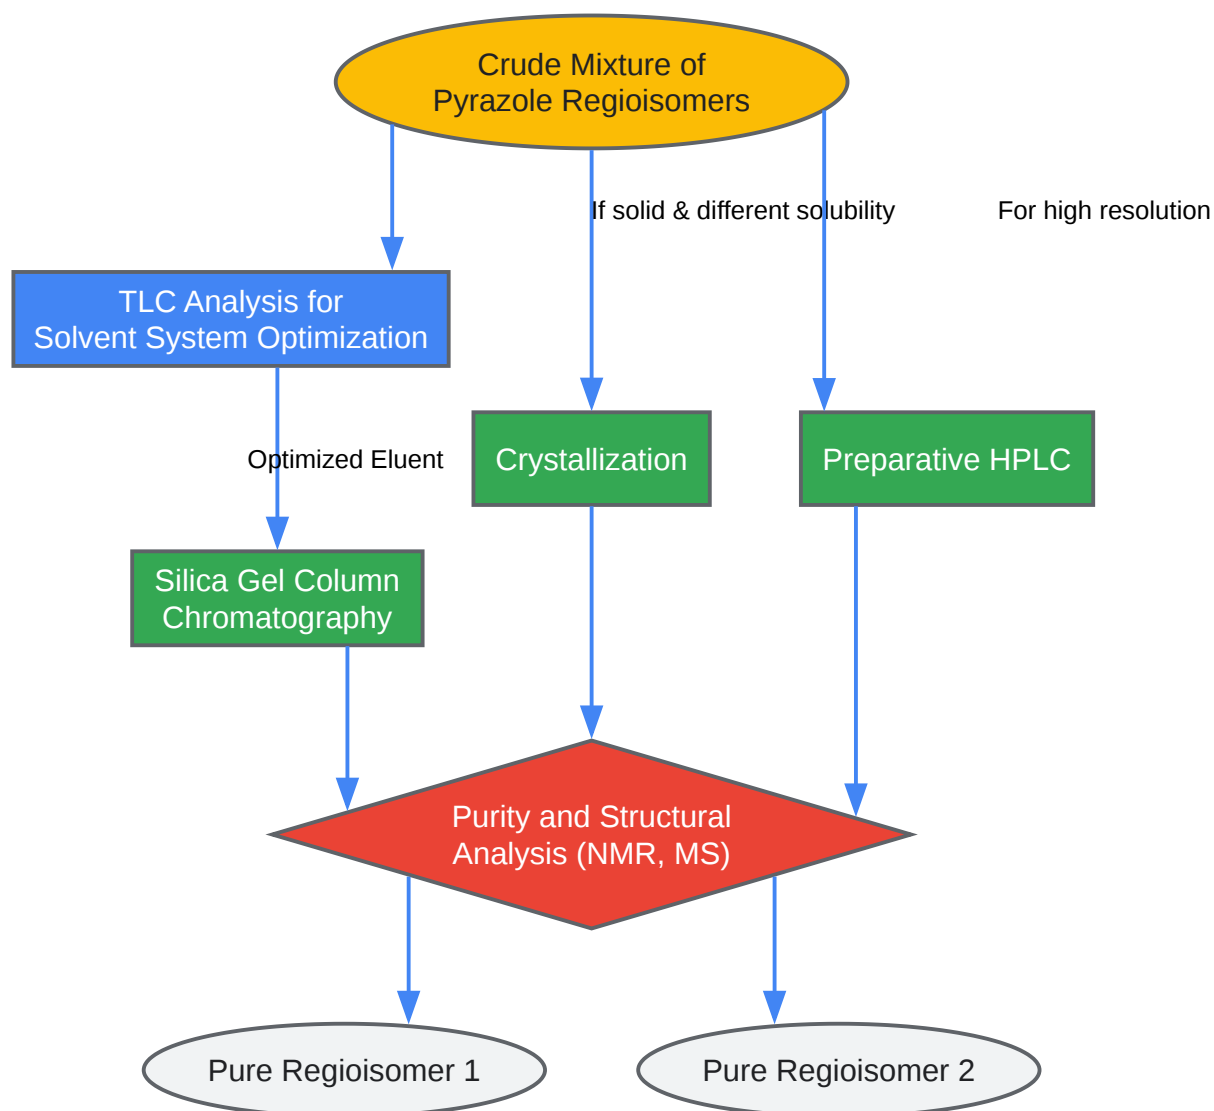 Crude Mixture of
Pyrazole Regioisomers
If solid & different solubility
For high resolution
TLC Analysis for
Solvent System Optimization
Optimized Eluent
Crystallization
Preparative HPLC
Silica Gel Column
Chromatography
Purity and Structural
Analysis (NMR, MS)
Pure Regioisomer 1
Pure Regioisomer 2